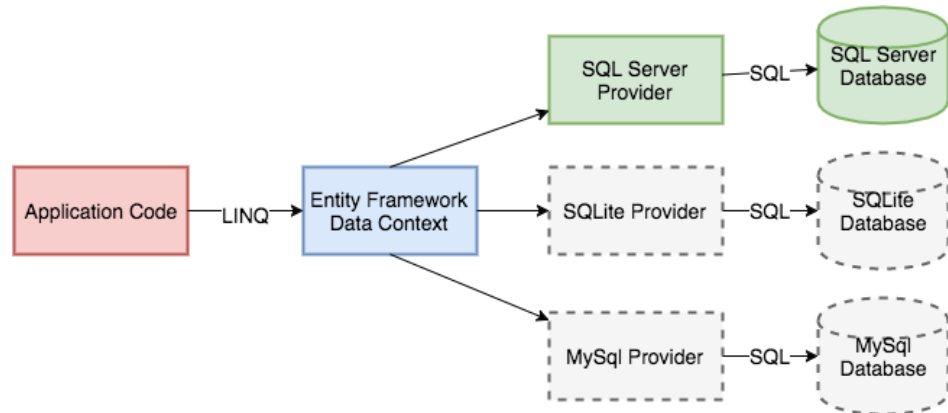 SQL Server
Provider
SQL
SQL Server
Database
Application Code
LINQ
Entity Framework
Data Context
SQLite Provider
SQL
SQLite
Database
MySql Provider
SQL
MySql
Database